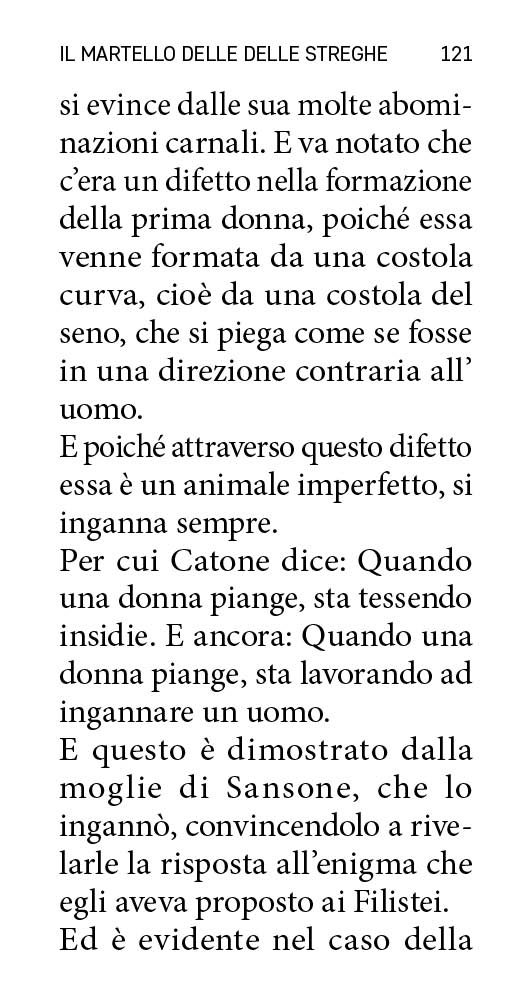 IL MARTELLO DELLE DELLE STREGHE 121
si evince dalle sua molte abomi-
nazioni carnali. E va notato che
c’era un difetto nella formazione
della prima donna, poiché essa
venne formata da una costola
curva, cioè da una costola del
seno, che si piega come se fosse
in una direzione contraria all’
uomo.
E poiché attraverso questo difetto
essa è un animale imperfetto, si
inganna sempre.
Per cui Catone dice: Quando
una donna piange, sta tessendo
insidie. E ancora: Quando una
donna piange, sta lavorando ad
ingannare un uomo.
E questo è dimostrato dalla
moglie di Sansone, che lo
ingannò, convincendolo a rive-
larle la risposta all’enigma che
egli aveva proposto ai Filistei.
Ed è evidente nel caso della